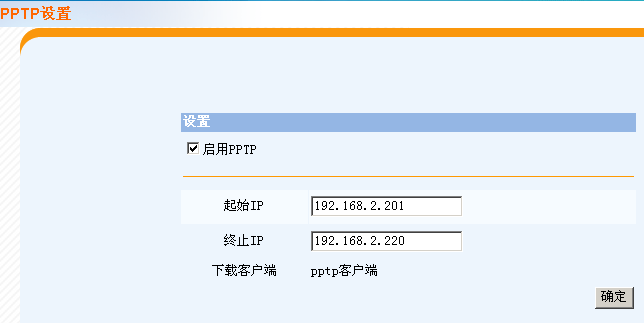 PPTP设置
设置
启用PPTP
起始IP 192.168.2.201
终止IP 192.168.2.220
下载客户端 pptp客户端
确定